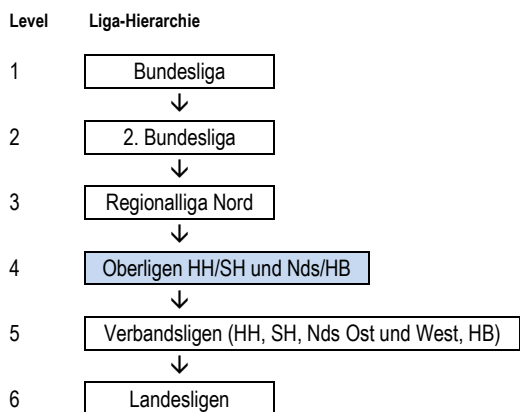 Level Liga-Hierarchie
1 Bundesliga
2 2. Bundesliga
3 Regionalliga Nord
4 Oberligen HH/SH und Nds/HB
5 Verbandsligen (HH, SH, Nds Ost und West, HB)
6 Landesligen